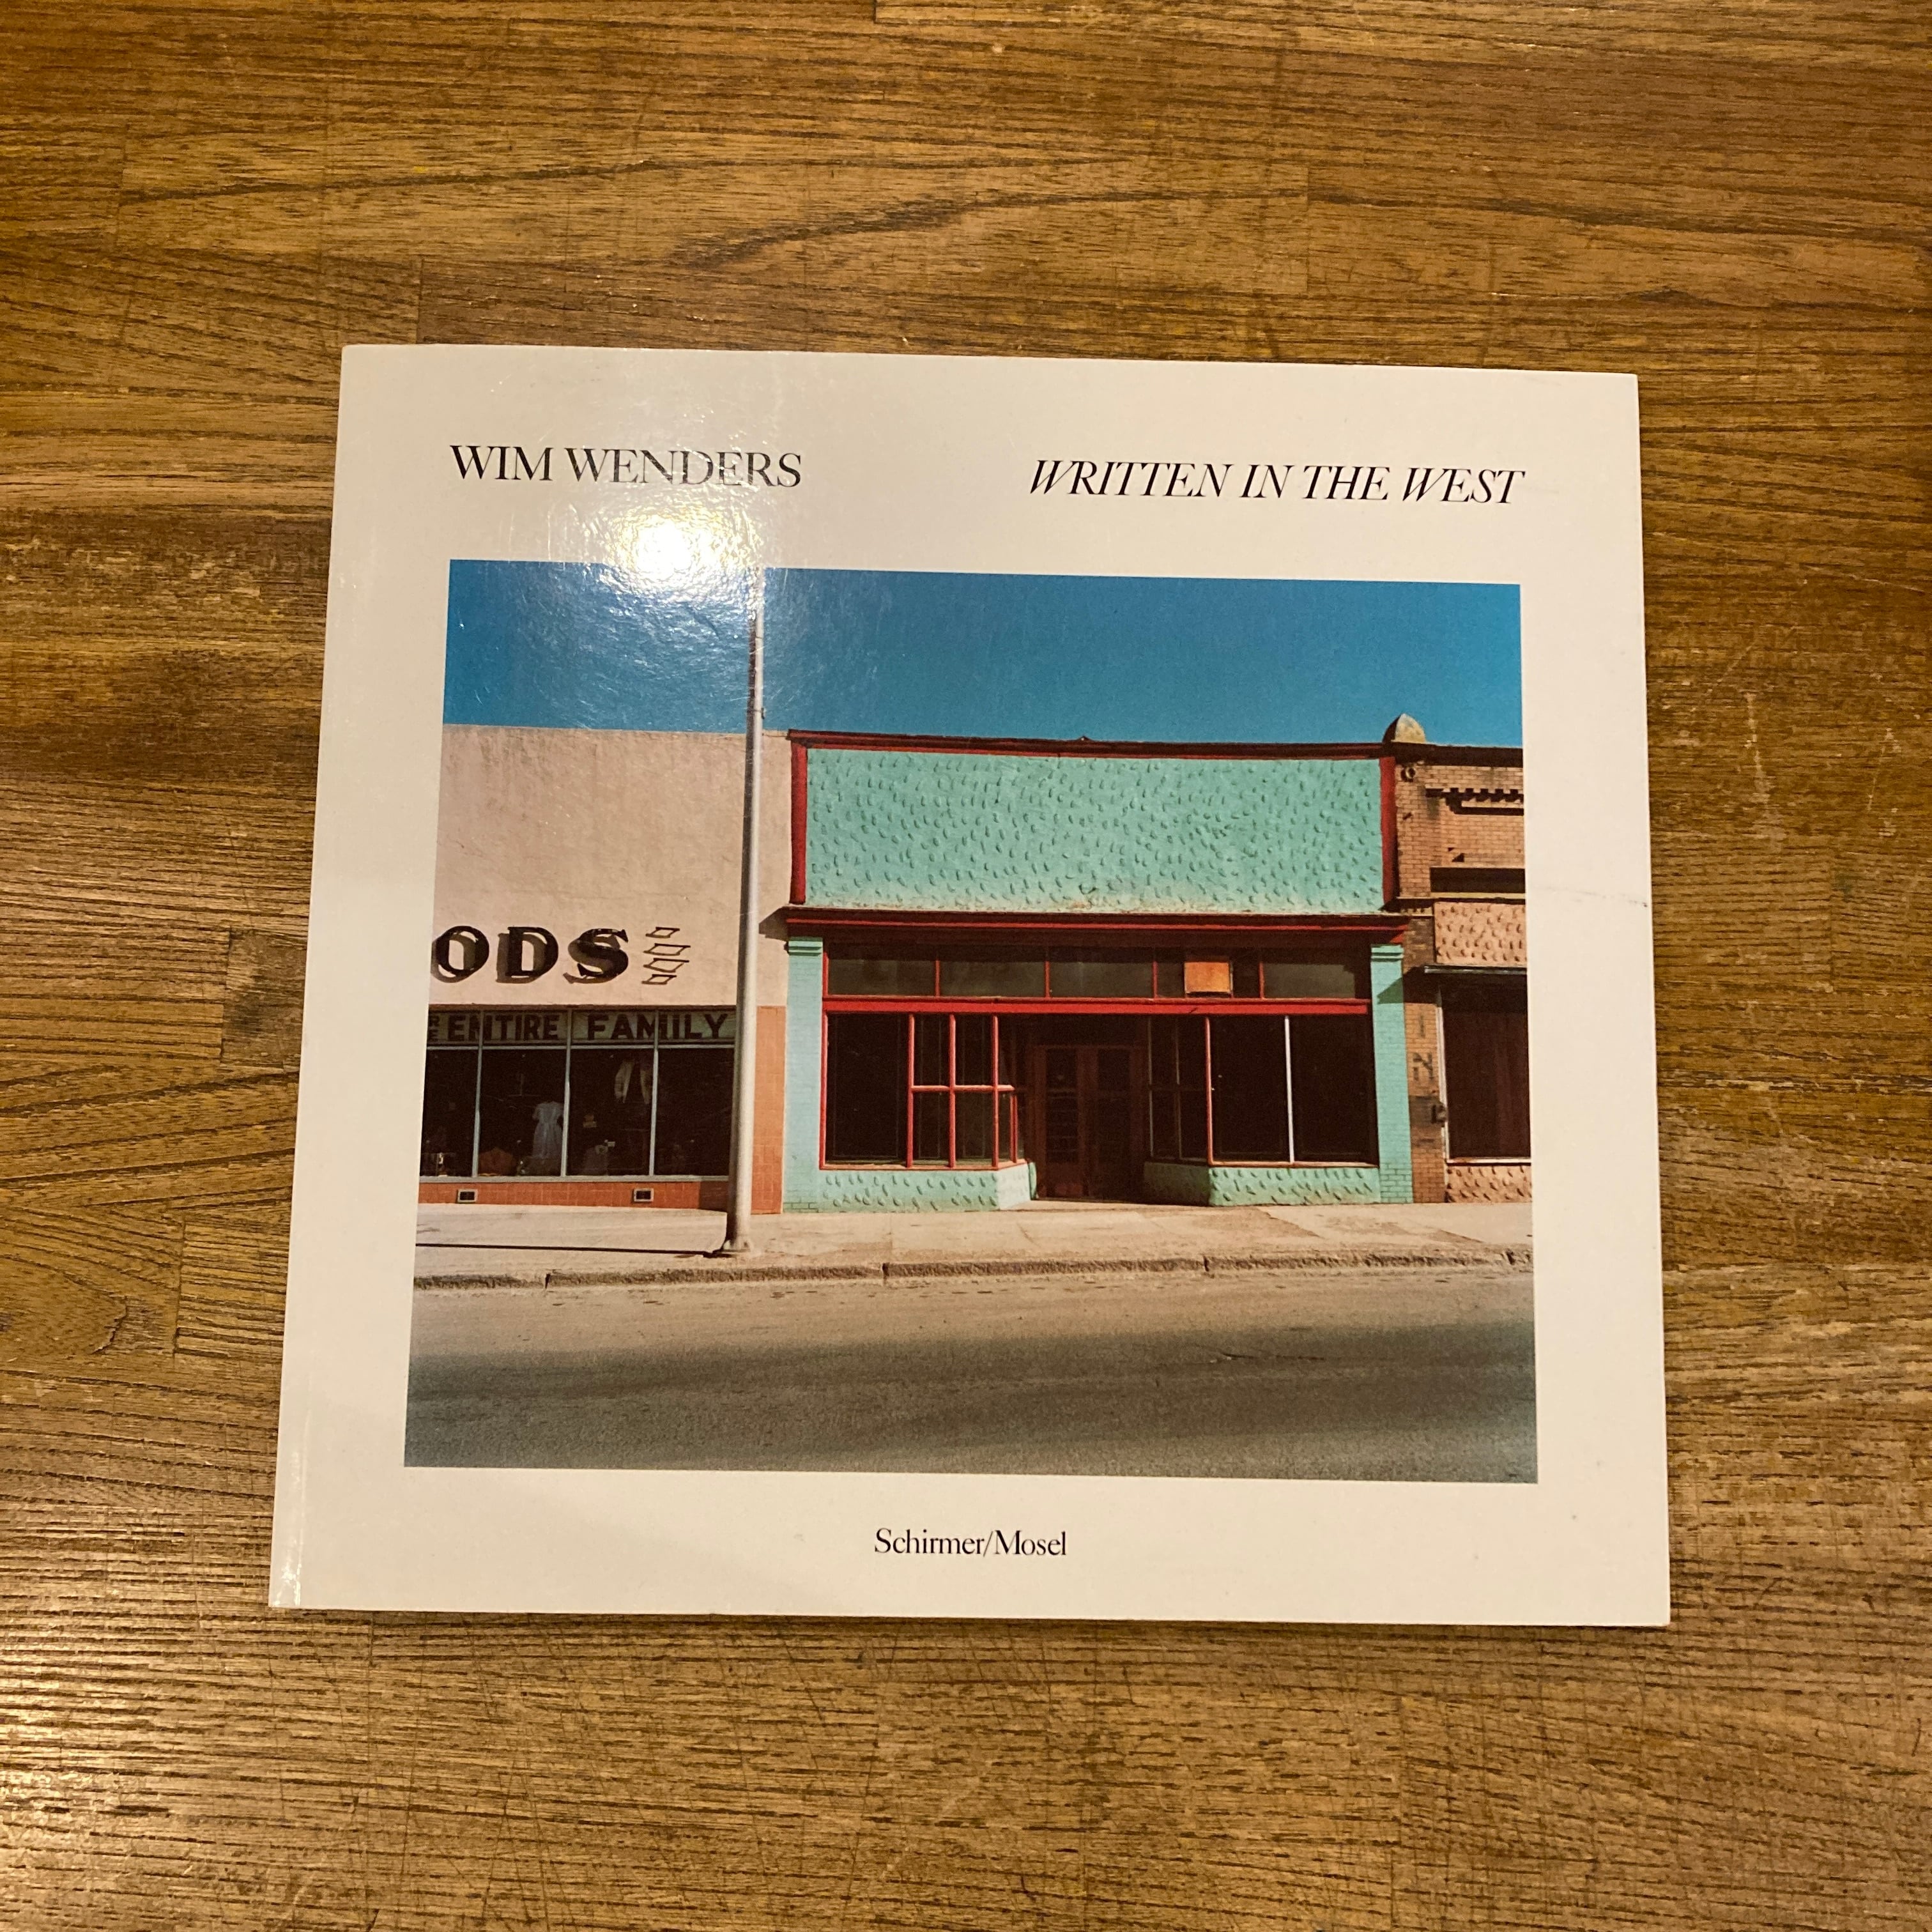 WIM WENDERS
WRITTEN IN THE WEST
ODS
ENTIRE FAMILY
Schirmer/Mosel